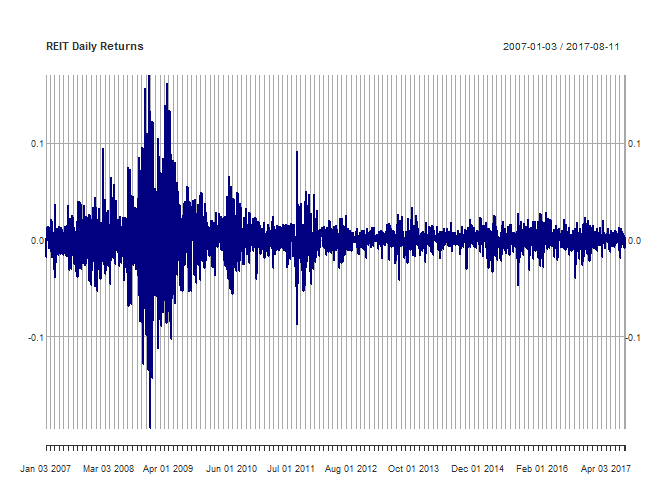 REIT Daily Returns 2007-01-03 / 2017-08-11
0.1 0.1
0.0 0.0
-0.1 -0.1
Jan 03 2007 Mar 03 2008 Apr 01 2009 Jun 01 2010 Jul 01 2011 Aug 01 2012 Oct 01 2013 Dec 01 2014 Feb 01 2016 Apr 03 2017